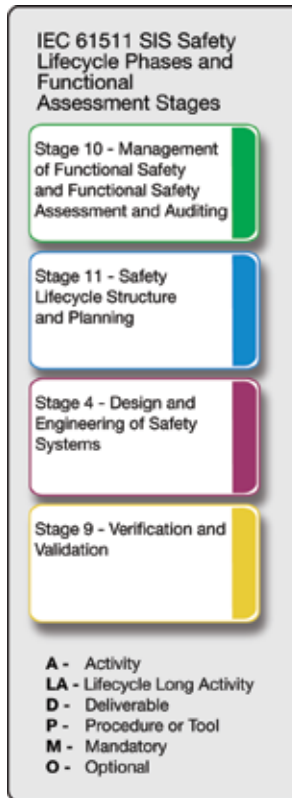 IEC 61511 SIS Safety
Lifecycle Phases and
Functional
Assessment Stages
Stage 10 - Management
of Functional Safety
and Functional Safety
Assessment and Auditing
Stage 11 - Safety
Lifecycle Structure
and Planning
Stage 4 - Design and
Engineering of Safety
Systems
Stage 9 - Verification and
Validation
A - Activity
LA - Lifecycle Long Activity
D - Deliverable
P - Procedure or Tool
M - Mandatory
O - Optional